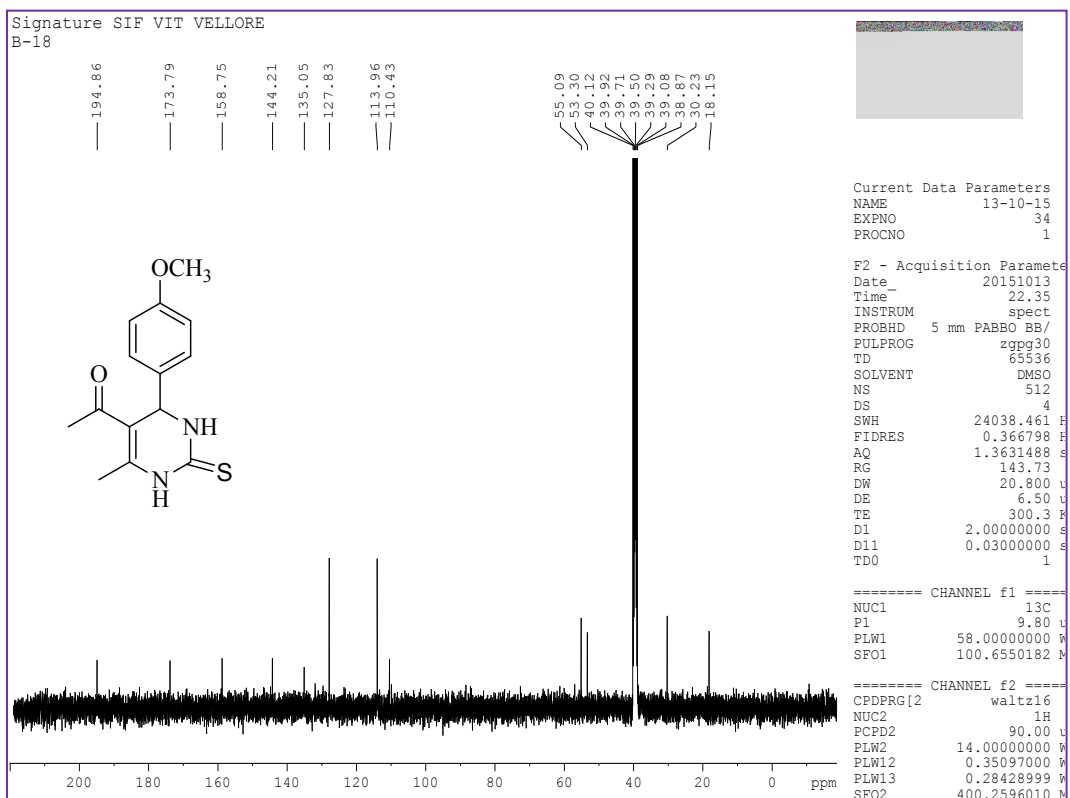 Signature SIF VIT VELLORE
B-18
194.86
173.79
158.75
144.21
135.05
127.83
113.96
110.43
55.09
53.30
40.12
39.92
39.71
39.50
39.29
39.08
38.87
30.23
18.15
OCH3
O
NH
N
H
S
200 180 160 140 120 100 80 60 40 20 0 ppm
Current Data Parameters
NAME 13-10-15
EXPNO 34
PROCNO 1
F2 - Acquisition Paramete
Date_ 20151013
Time 22.35
INSTRUM spect
PROBHD 5 mm PABBO BB/
PULPROG zgpg30
TD 65536
SOLVENT DMSO
NS 512
DS 4
SWH 24038.461 H
FIDRES 0.366798 H
AQ 1.3631488 s
RG 143.73
DW 20.800 u
DE 6.50 u
TE 300.3 K
D1 2.00000000 s
D11 0.03000000 s
TD0 1
======== CHANNEL f1 =====
NUC1 13C
P1 9.80 u
PLW1 58.00000000 W
SFO1 100.6550182 M
======== CHANNEL f2 =====
CPDPRG[2 waltz16
NUC2 1H
PCPD2 90.00 u
PLW2 14.00000000 W
PLW12 0.35097000 W
PLW13 0.28428999 W
SFO2 400.2596010 M